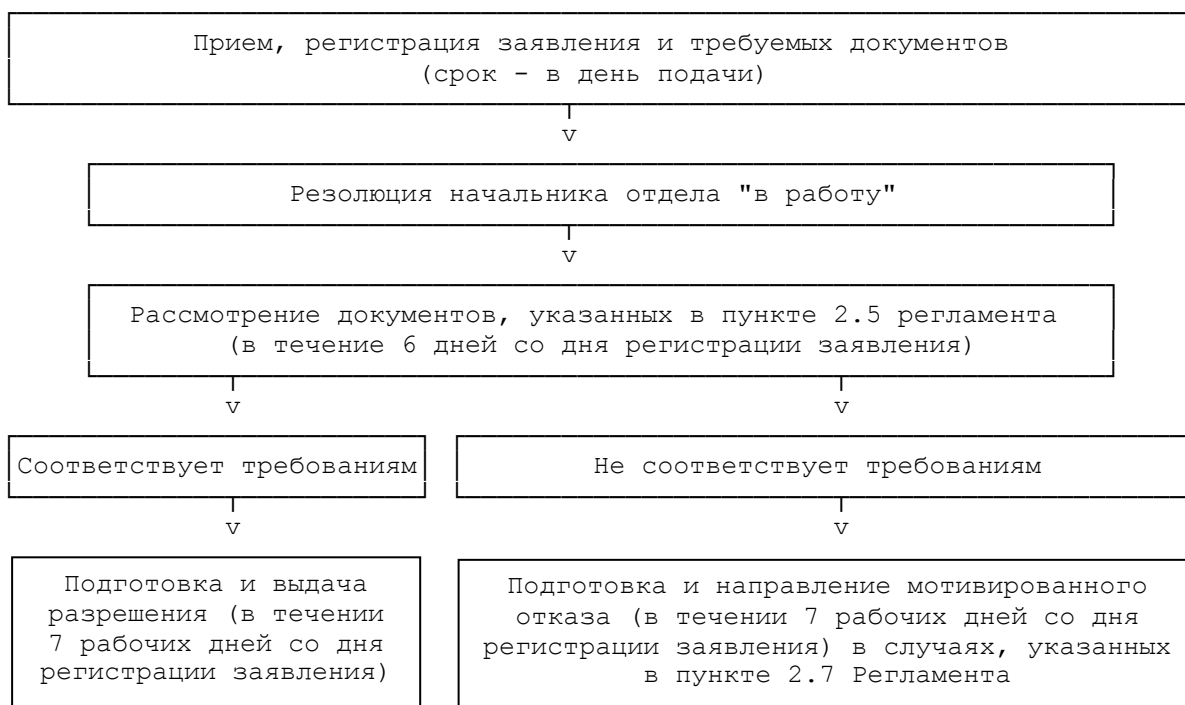 Прием, регистрация заявления и требуемых документов
(срок - в день подачи)
v
Резолюция начальника отдела "в работу"
v
Рассмотрение документов, указанных в пункте 2.5 регламента
(в течение 6 дней со дня регистрации заявления)
v
v
Соответствует требованиям
Не соответствует требованиям
v
v
Подготовка и выдача
разрешения (в течении
7 рабочих дней со дня
регистрации заявления)
Подготовка и направление мотивированного
отказа (в течении 7 рабочих дней со дня
регистрации заявления) в случаях, указанных
в пункте 2.7 Регламента